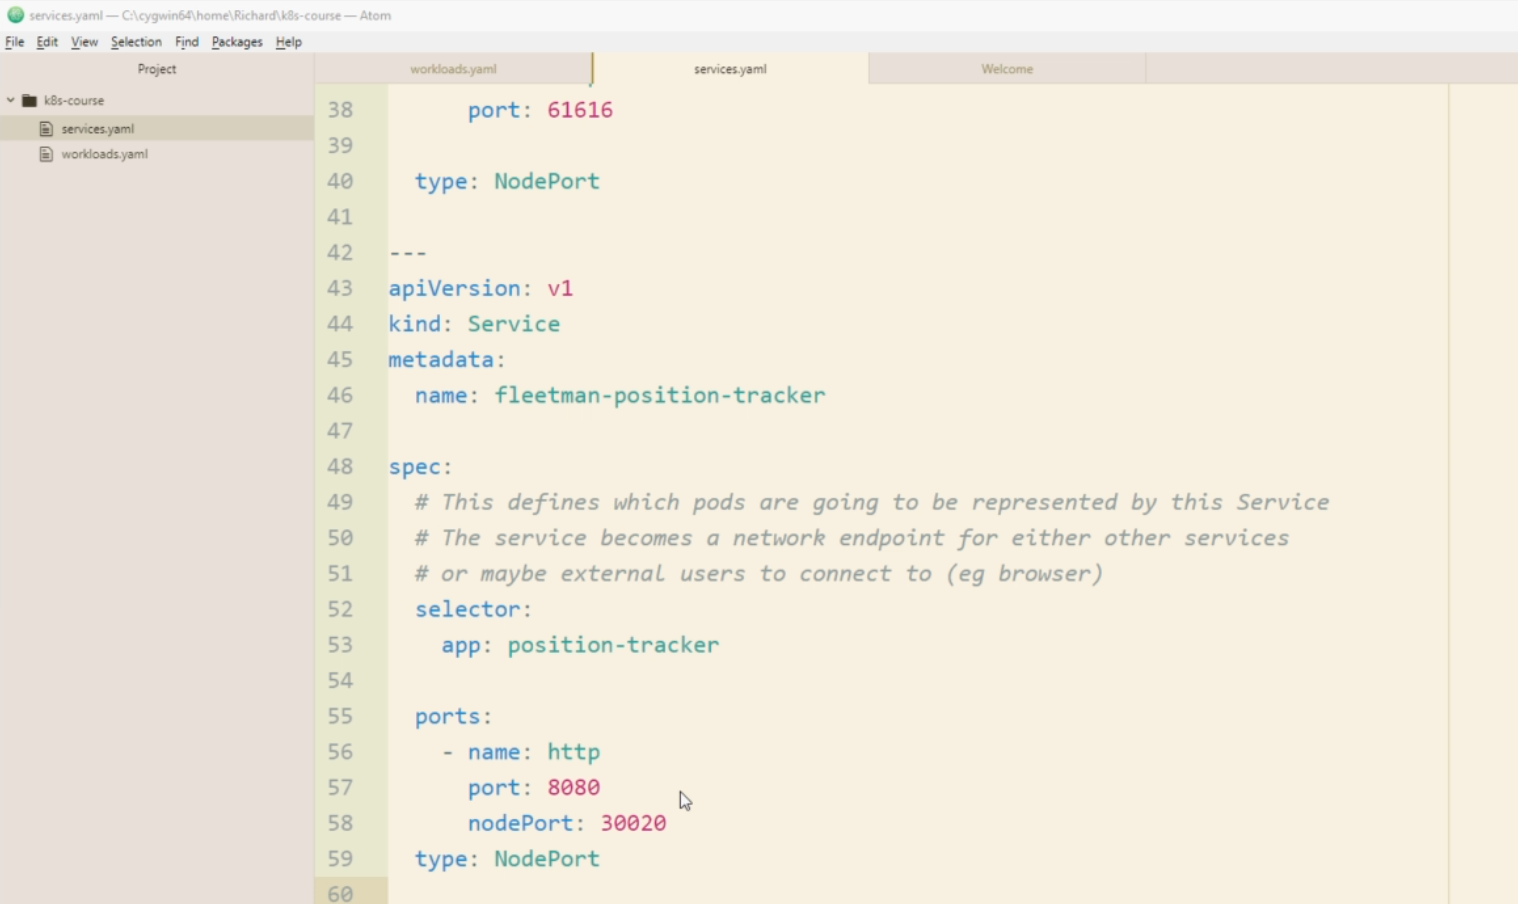 services.yaml — C:\cygwin64\home\Richard\k8s-course — Atom
File Edit View Selection Find Packages Help
Project
k8s-course
services.yaml
workloads.yaml
workloads.yaml services.yaml Welcome
38 port: 61616
39
40 type: NodePort
41
42 ---
43 apiVersion: v1
44 kind: Service
45 metadata:
46 name: fleetman-position-tracker
47
48 spec:
49 # This defines which pods are going to be represented by this Service
50 # The service becomes a network endpoint for either other services
51 # or maybe external users to connect to (eg browser)
52 selector:
53 app: position-tracker
54
55 ports:
56 - name: http
57 port: 8080
58 nodePort: 30020
59 type: NodePort
60